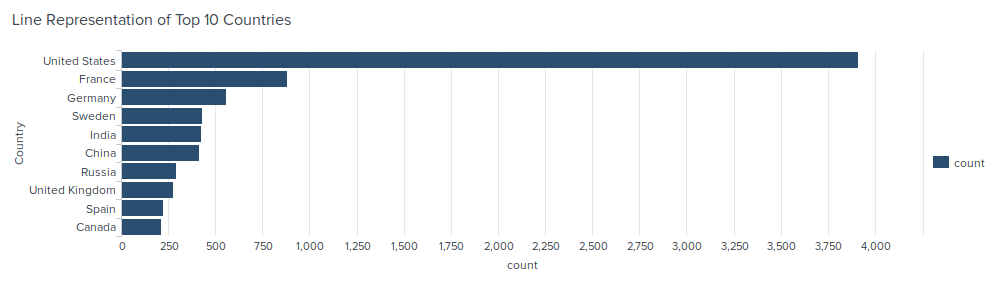 Line Representation of Top 10 Countries
United States
France
Germany
Sweden
India
China
Russia
United Kingdom
Spain
Canada
Country
0 250 500 750 1,000 1,250 1,500 1,750 2,000 2,250 2,500 2,750 3,000 3,250 3,500 3,750 4,000
count
count